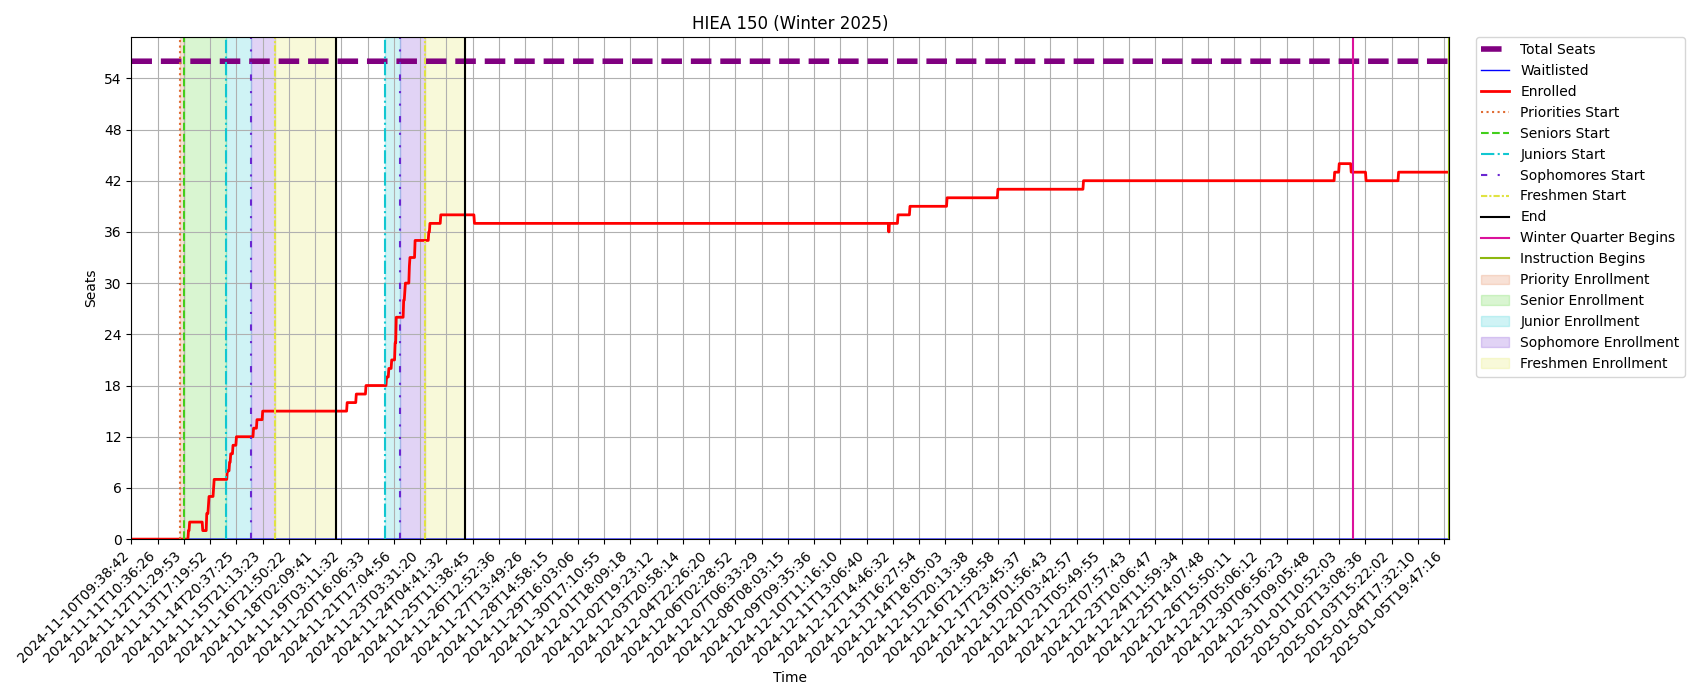 HIEA 150 (Winter 2025)
Seats
54
48
42
36
30
24
18
12
6
0
2024-11-10T09:38:42
2024-11-11T10:36:26
2024-11-12T11:29:53
2024-11-13T17:19:52
2024-11-14T20:37:25
2024-11-15T21:13:23
2024-11-16T21:50:22
2024-11-18T02:09:41
2024-11-19T03:11:32
2024-11-20T16:06:33
2024-11-21T17:04:56
2024-11-23T03:31:20
2024-11-24T04:41:32
2024-11-25T11:38:45
2024-11-26T12:52:36
2024-11-27T13:49:26
2024-11-28T14:58:15
2024-11-29T16:03:06
2024-11-30T17:10:55
2024-12-01T18:09:18
2024-12-02T19:23:12
2024-12-03T20:58:14
2024-12-04T22:26:20
2024-12-06T02:28:52
2024-12-07T06:33:29
2024-12-08T08:03:15
2024-12-09T09:35:36
2024-12-10T11:16:10
2024-12-11T13:06:40
2024-12-12T14:46:32
2024-12-13T16:27:54
2024-12-14T18:05:03
2024-12-15T20:13:38
2024-12-16T21:58:58
2024-12-17T23:45:37
2024-12-19T01:56:43
2024-12-20T03:42:57
2024-12-21T05:49:55
2024-12-22T07:57:43
2024-12-23T10:06:47
2024-12-24T11:59:34
2024-12-25T14:07:48
2024-12-26T15:50:11
2024-12-29T05:06:12
2024-12-30T06:56:23
2024-12-31T09:05:48
2025-01-01T10:52:03
2025-01-02T13:08:36
2025-01-03T15:22:02
2025-01-04T17:32:10
2025-01-05T19:47:16
Time
Total Seats
Waitlisted
Enrolled
Priorities Start
Seniors Start
Juniors Start
Sophomores Start
Freshmen Start
End
Winter Quarter Begins
Instruction Begins
Priority Enrollment
Senior Enrollment
Junior Enrollment
Sophomore Enrollment
Freshmen Enrollment